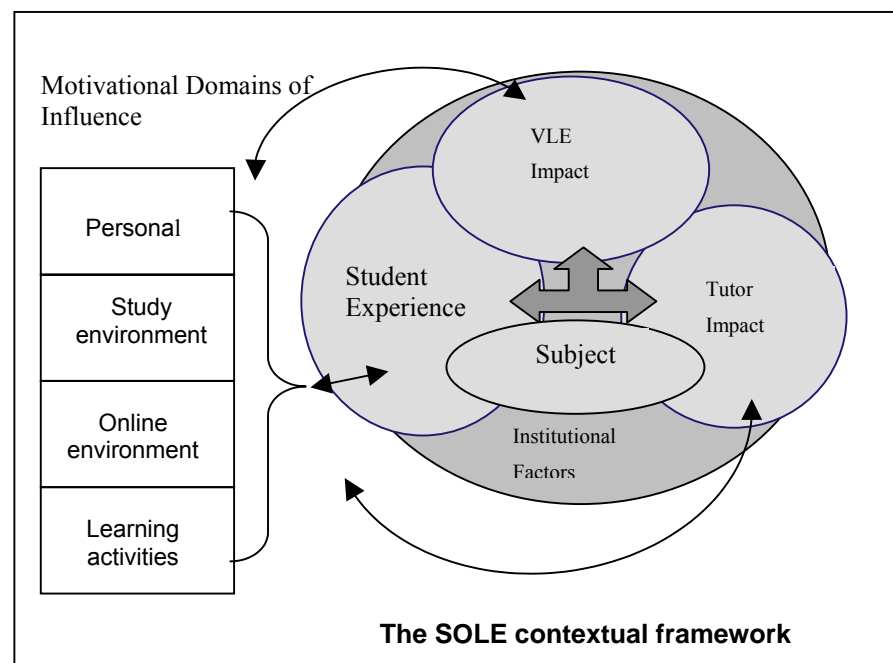 Motivational Domains of
Influence
Personal
Study
environment
Online
environment
Learning
activities
VLE
Impact
Student
Experience
Tutor
Impact
Subject
Institutional
Factors
The SOLE contextual framework